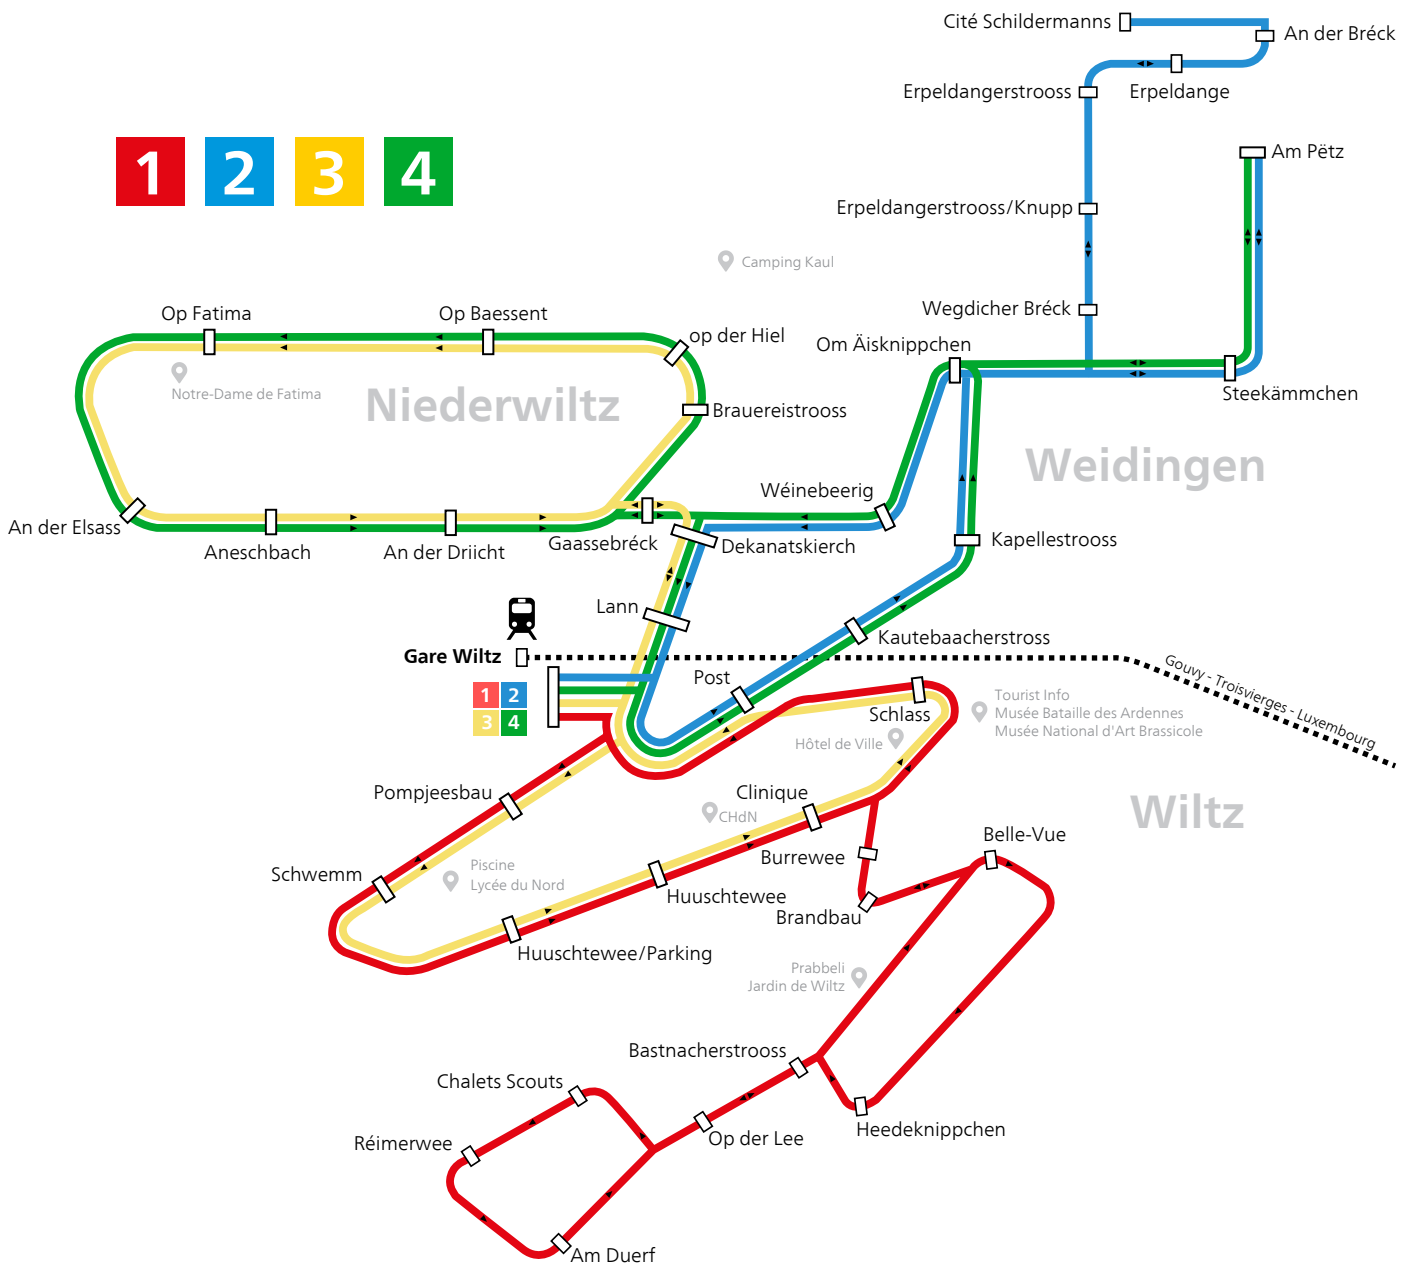 Cité Schildermanns
An der Bréck
Erpeldangerstrooss
Erpeldange
1 2 3 4
Am Pëtz
Erpeldangerstrooss/Knupp
Camping Kaul
Wegdicher Bréck
Op Fatima
Op Baessent
op der Hiel
Om Äisknippchen
Notre-Dame de Fatima
Niederwiltz
Brauereistrooss
Steekämmchen
Weidingen
Wéinebeerig
An der Elsass
Aneschbach
An der Driicht
Gaassebréck
Dekanatskierch
Kapellestrooss
Lann
Kautebaacherstross
Gare Wiltz
Gouvy - Troisvierges - Luxembourg
1 2
3 4
Post
Schlass
Tourist Info
Musée Bataille des Ardennes
Musée National d'Art Brassicole
Hôtel de Ville
Pompjeesbau
Clinique
CHdN
Wiltz
Belle-Vue
Burrewee
Schwemm
Piscine
Lycée du Nord
Huuschtewee
Brandbau
Huuschtewee/Parking
Prabbeli
Jardin de Wiltz
Bastnacherstrooss
Chalets Scouts
Réimerwee
Op der Lee
Heedeknippchen
Am Duerf